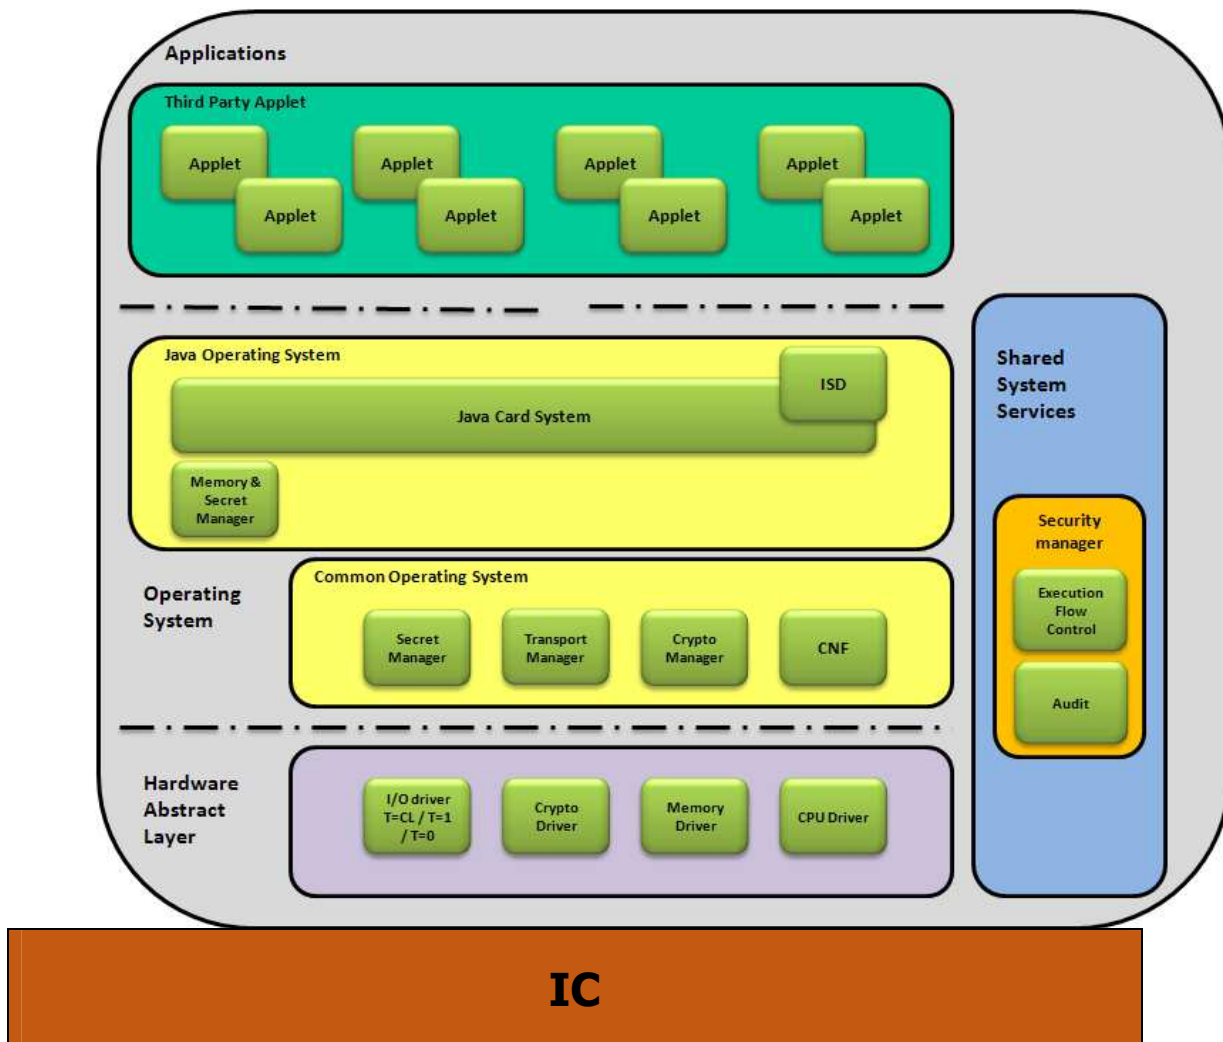 Applications
Third Party Applet
Applet
Applet
Applet
Applet
Applet
Applet
Applet
Applet
Java Operating System
ISD
Java Card System
Memory &
Secret
Manager
Shared
System
Services
Security
manager
Execution
Flow
Control
Audit
Operating
System
Common Operating System
Secret
Manager
Transport
Manager
Crypto
Manager
CNF
Hardware
Abstract
Layer
I/O driver
T=CL / T=1
/ T=0
Crypto
Driver
Memory
Driver
CPU Driver
IC